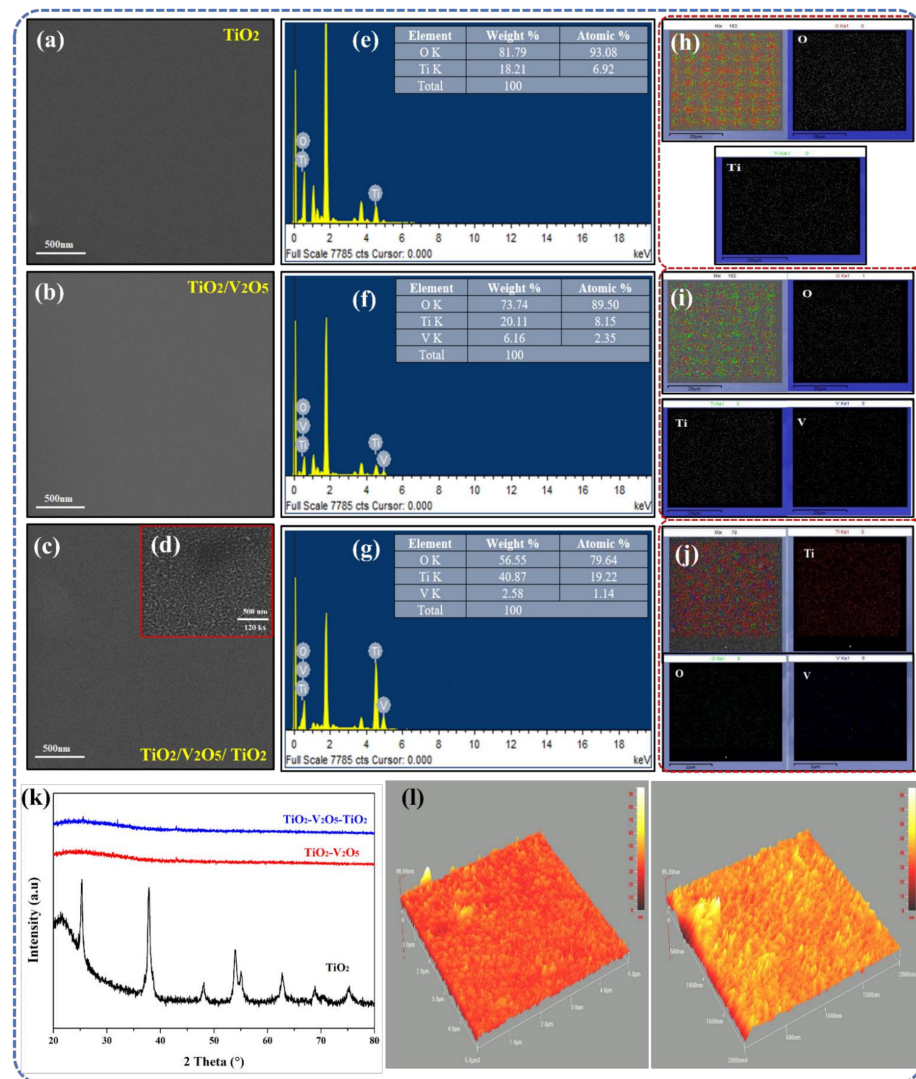 (a)
TiO2
500nm
(b)
TiO2/V2O5
500nm
(c)
(d)
500 nm
120 kx
500nm
TiO2/V2O5/ TiO2
(e)
Element Weight % Atomic %
O K 81.79 93.08
Ti K 18.21 6.92
Total 100
O
Ti
Ti
0 2 4 6 8 10 12 14 16 18
Full Scale 7785 cts Cursor: 0.000
keV
(f)
Element Weight % Atomic %
O K 73.74 89.50
Ti K 20.11 8.15
V K 6.16 2.35
Total 100
O
V
Ti
Ti
V
0 2 4 6 8 10 12 14 16 18
Full Scale 7785 cts Cursor: 0.000
keV
(g)
Element Weight % Atomic %
O K 56.55 79.64
Ti K 40.87 19.22
V K 2.58 1.14
Total 100
O
V
Ti
Ti
V
0 2 4 6 8 10 12 14 16 18
Full Scale 7785 cts Cursor: 0.000
keV
(h)
O
Ti
(i)
O
Ti
V
(j)
Ti
O
V
(k)
TiO2-V2O5-TiO2
TiO2-V2O5
TiO2
Intensity (a.u)
20 30 40 50 60 70 80
2 Theta (°)
(l)